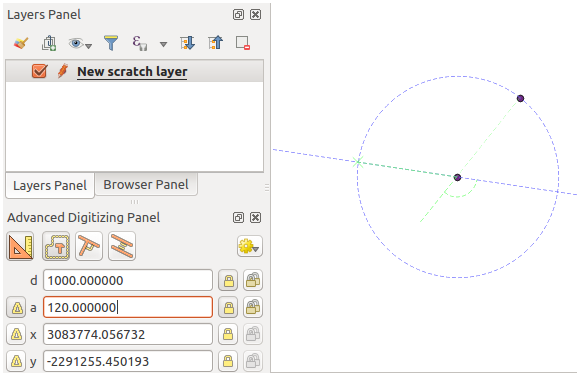 Layers Panel
New scratch layer
Layers Panel Browser Panel
Advanced Digitizing Panel
d 1000.000000
a 120.000000
x 3083774.056732
y -2291255.450193